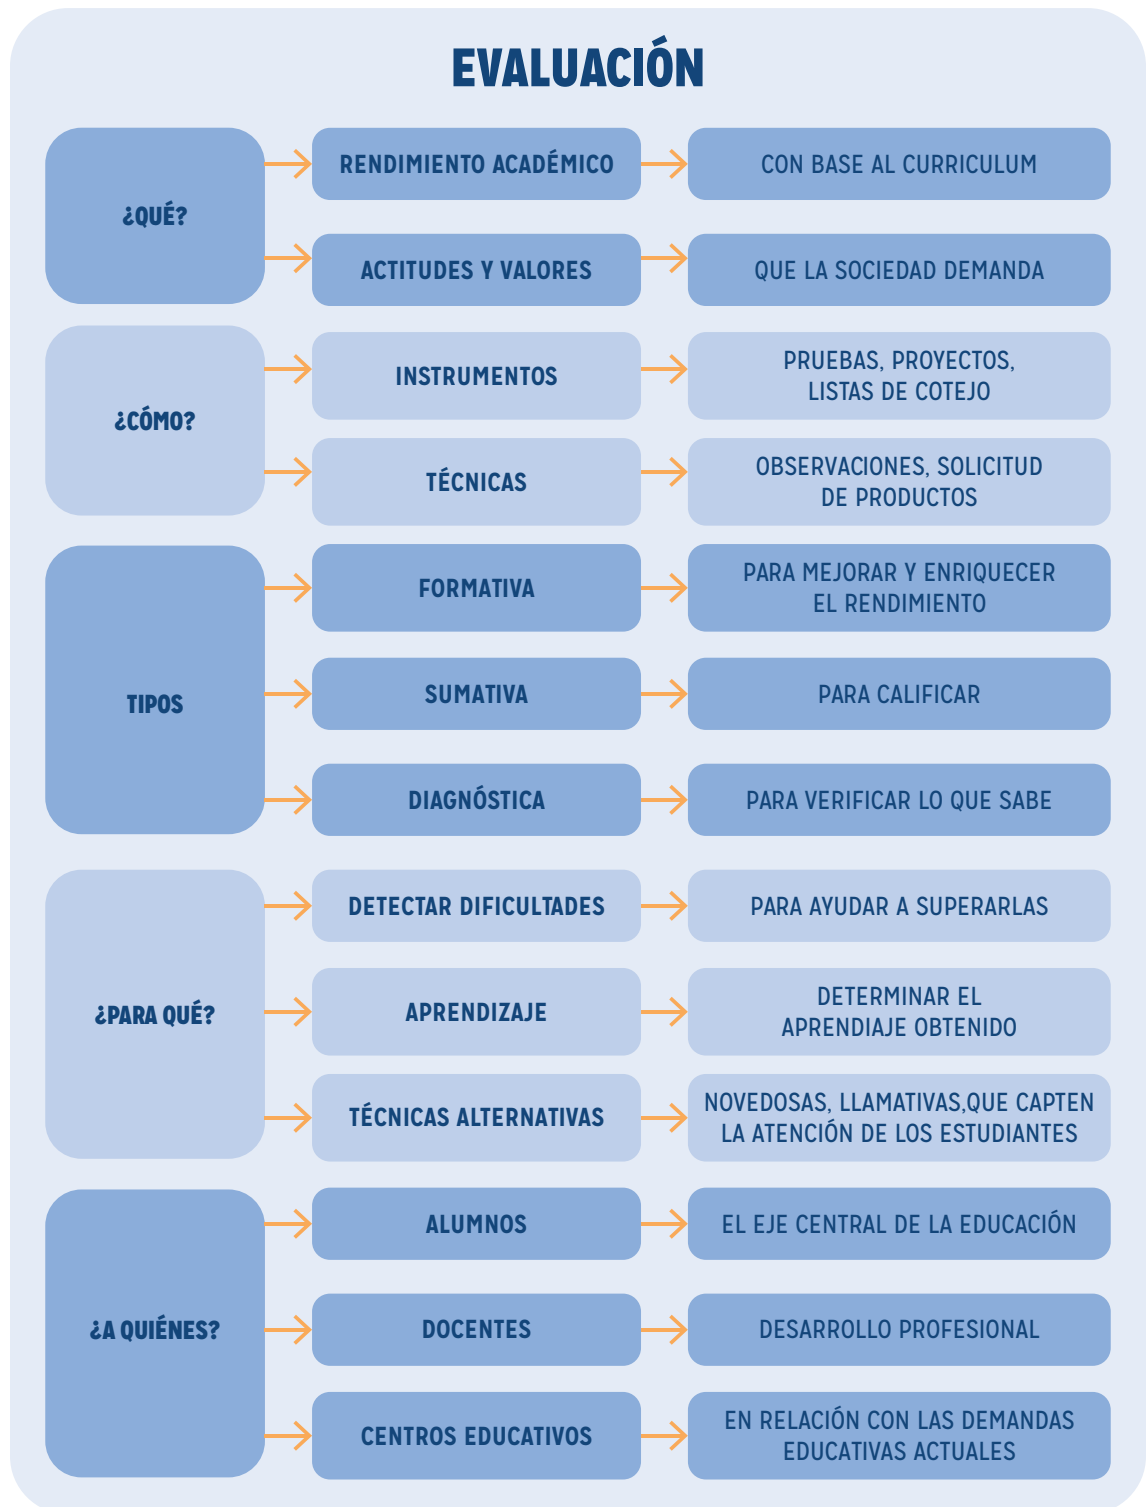 EVALUACIÓN
¿QUÉ?
RENDIMIENTO ACADÉMICO
CON BASE AL CURRICULUM
ACTITUDES Y VALORES
QUE LA SOCIEDAD DEMANDA
¿CÓMO?
INSTRUMENTOS
PRUEBAS, PROYECTOS,
LISTAS DE COTEJO
TÉCNICAS
OBSERVACIONES, SOLICITUD
DE PRODUCTOS
TIPOS
FORMATIVA
PARA MEJORAR Y ENRIQUECER
EL RENDIMIENTO
SUMATIVA
PARA CALIFICAR
DIAGNÓSTICA
PARA VERIFICAR LO QUE SABE
¿PARA QUÉ?
DETECTAR DIFICULTADES
PARA AYUDAR A SUPERARLAS
APRENDIZAJE
DETERMINAR EL
APRENDIAJE OBTENIDO
TÉCNICAS ALTERNATIVAS
NOVEDOSAS, LLAMATIVAS,QUE CAPTEN
LA ATENCIÓN DE LOS ESTUDIANTES
¿A QUIÉNES?
ALUMNOS
EL EJE CENTRAL DE LA EDUCACIÓN
DOCENTES
DESARROLLO PROFESIONAL
CENTROS EDUCATIVOS
EN RELACIÓN CON LAS DEMANDAS
EDUCATIVAS ACTUALES